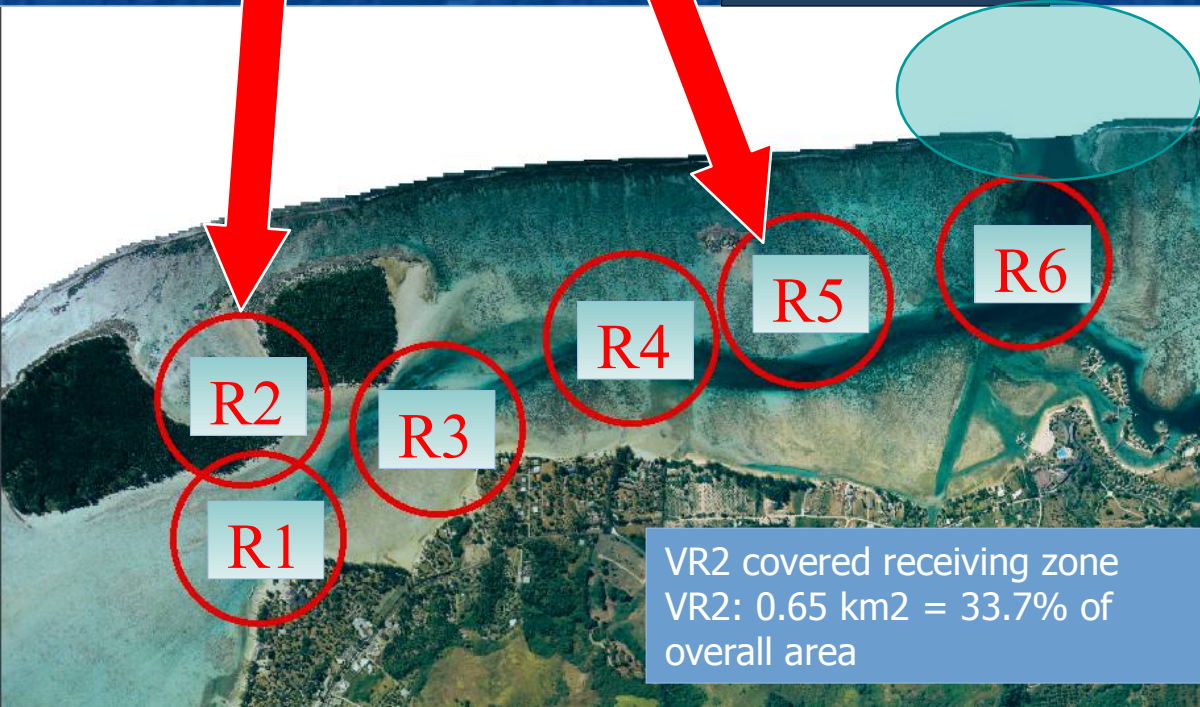 R6
R5
R4
R2
R3
R1
VR2 covered receiving zone
VR2: 0.65 km2 = 33.7% of
overall area